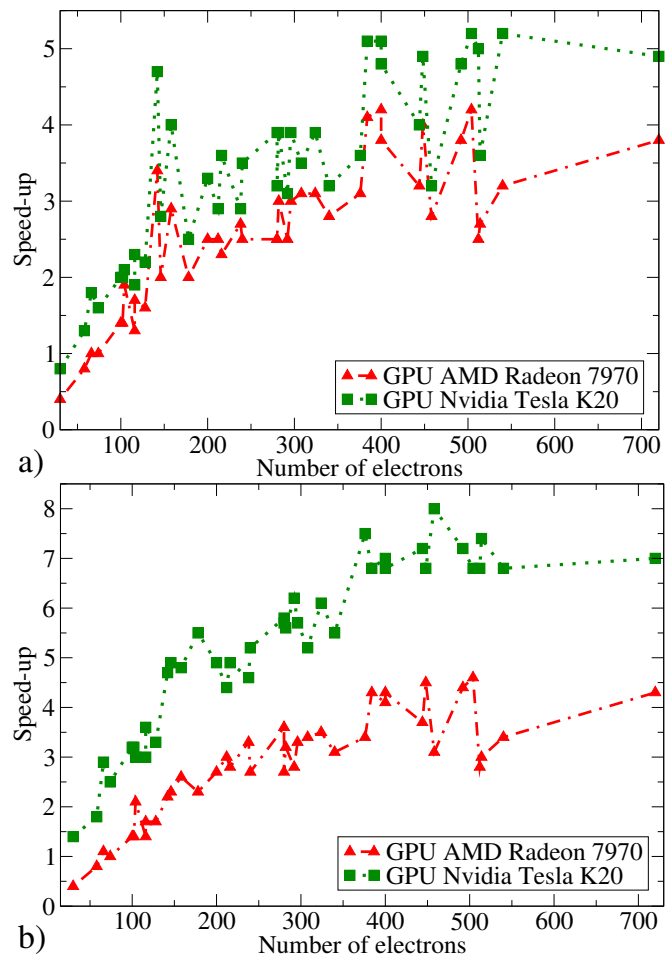 5
4
3
2
1
0
Speed-up
GPU AMD Radeon 7970
GPU Nvidia Tesla K20
100 200 300 400 500 600 700
Number of electrons
a)
8
7
6
5
4
3
2
1
0
Speed-up
GPU AMD Radeon 7970
GPU Nvidia Tesla K20
100 200 300 400 500 600 700
Number of electrons
b)